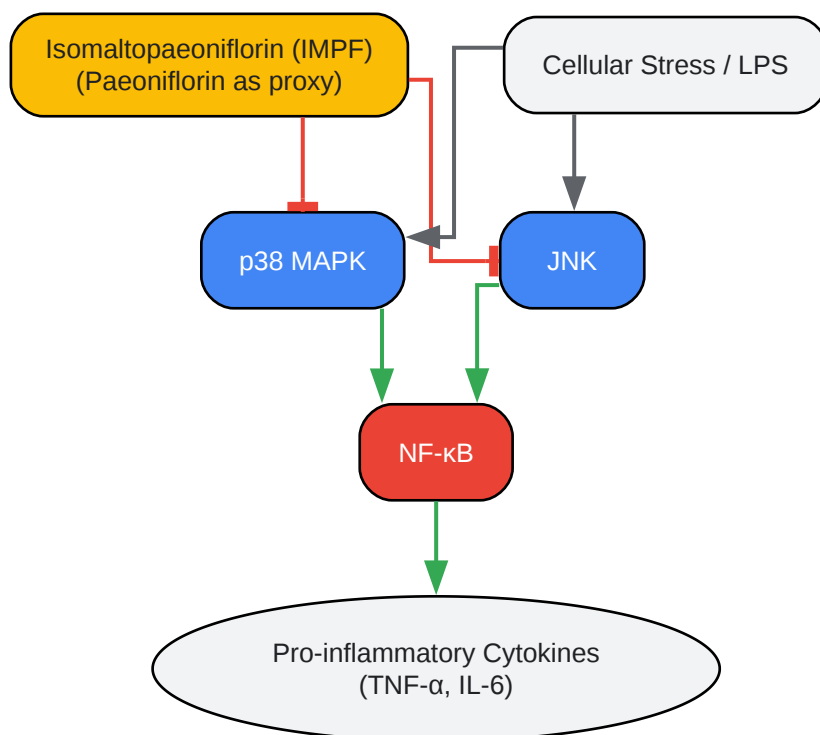 Isomaltopaeoniflorin (IMPF)
(Paeoniflorin as proxy)
Cellular Stress / LPS
p38 MAPK
JNK
NF-κB
Pro-inflammatory Cytokines
(TNF-α, IL-6)